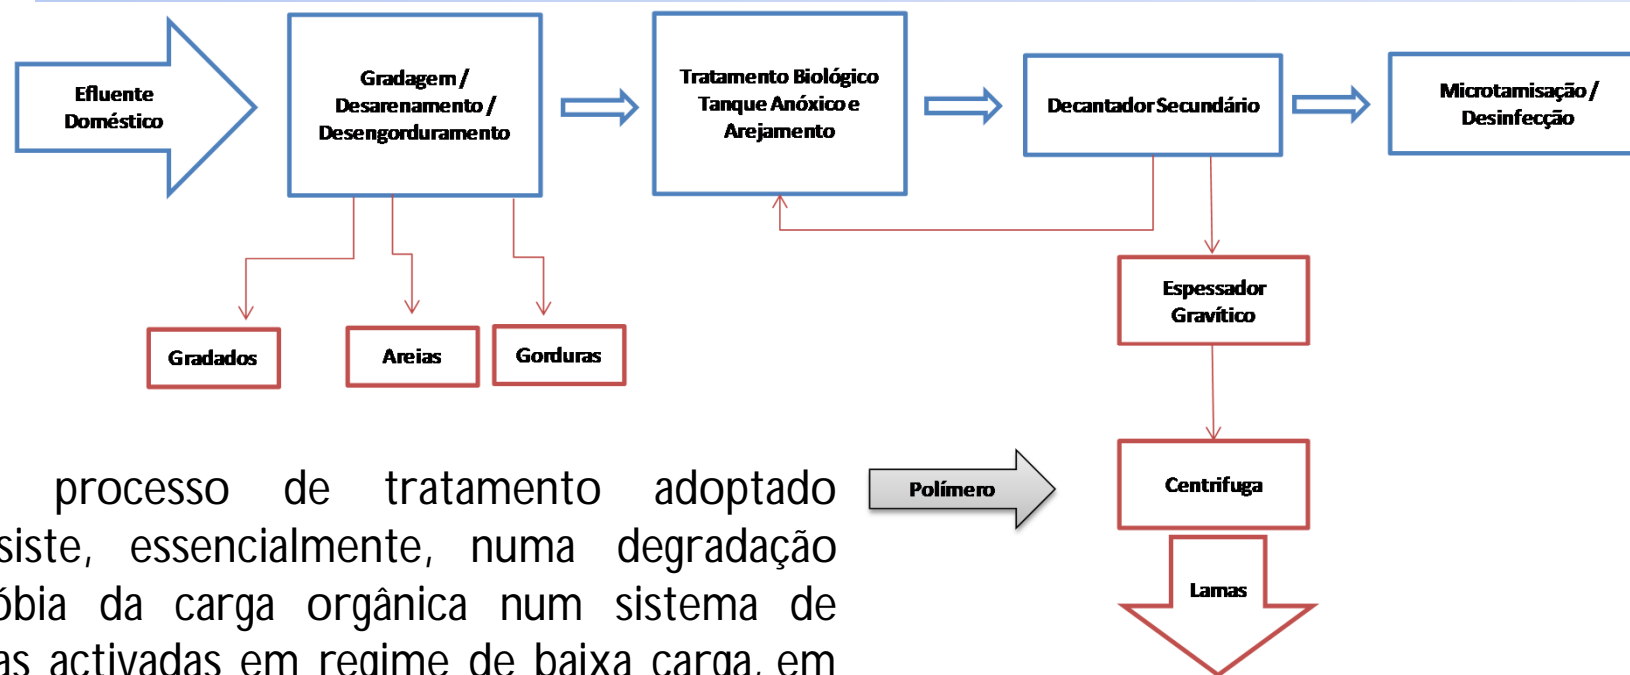 Efluente
Doméstico
Gradagem /
Desarenamento /
Desengorduramento
Tratamento Biológico
Tanque Anóxico e
Arejamento
Decantador Secundário
Microtamisação /
Desinfecção
Espessador
Gravítico
Gradados
Areias
Gorduras
Centrifuga
Polímero
Lamas
processo de tratamento adoptado
siste, essencialmente, numa degradação
óbia da carga orgânica num sistema de
as activadas em regime de baixa carga, em